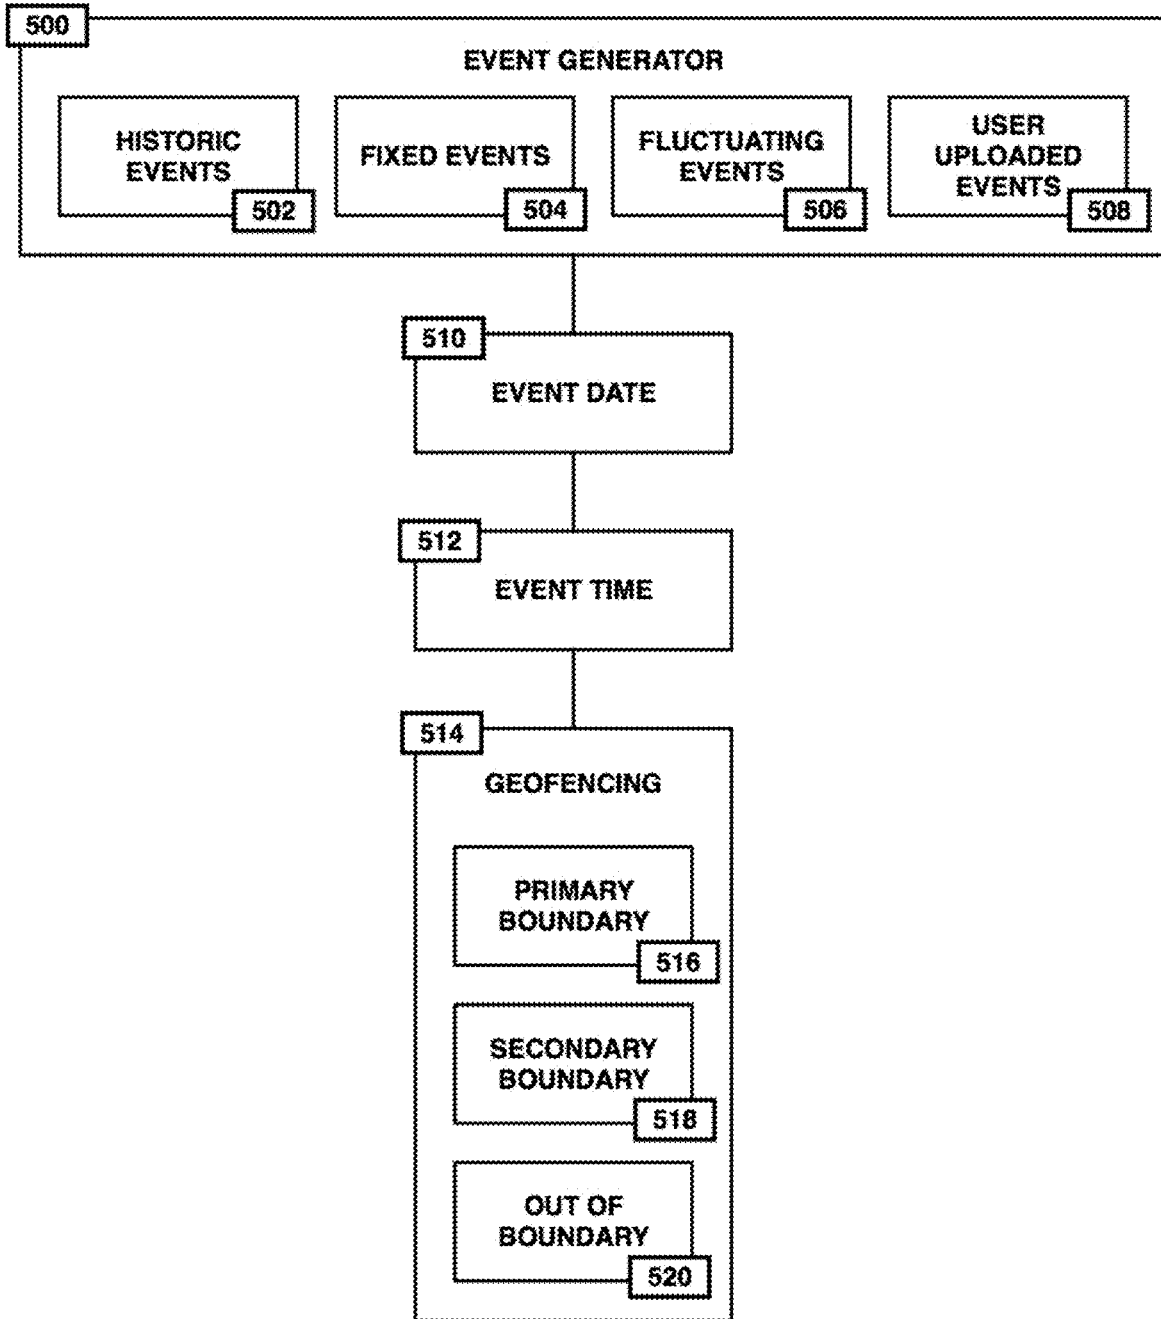 500
EVENT GENERATOR
HISTORIC
EVENTS
502
FIXED EVENTS
504
FLUCTUATING
EVENTS
506
USER
UPLOADED
EVENTS
508
510
EVENT DATE
512
EVENT TIME
514
GEOFENCING
PRIMARY
BOUNDARY
516
SECONDARY
BOUNDARY
518
OUT OF
BOUNDARY
520